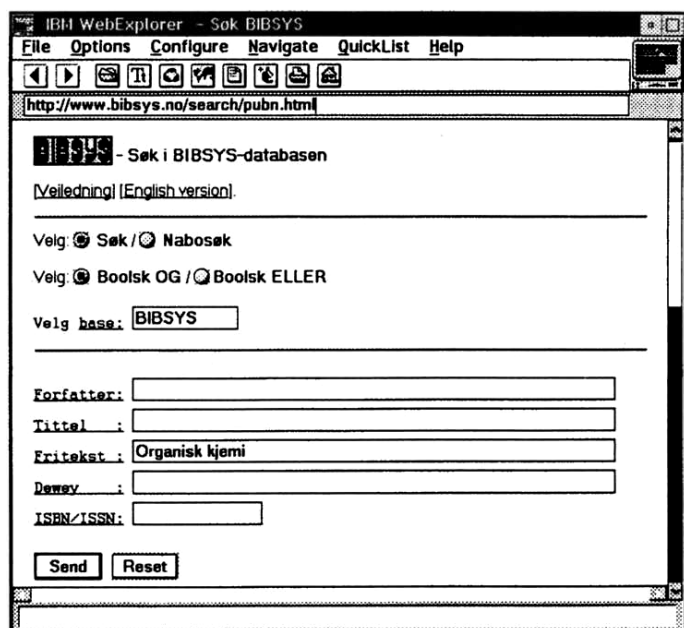 IBM WebExplorer - Søk BIBSYS
File Options Configure Navigate QuickList Help
http://www.bibsys.no/search/pubn.html
BIBSYS - Søk i BIBSYS-databasen
[Veiledning] [English version].
Velg: Søk / Nabosøk
Velg: Boolsk OG / Boolsk ELLER
Velg base: BIBSYS
Forfatter:
Tittel :
Fritekst : Organisk kjemi
Dewey :
ISBN/ISSN:
Send Reset